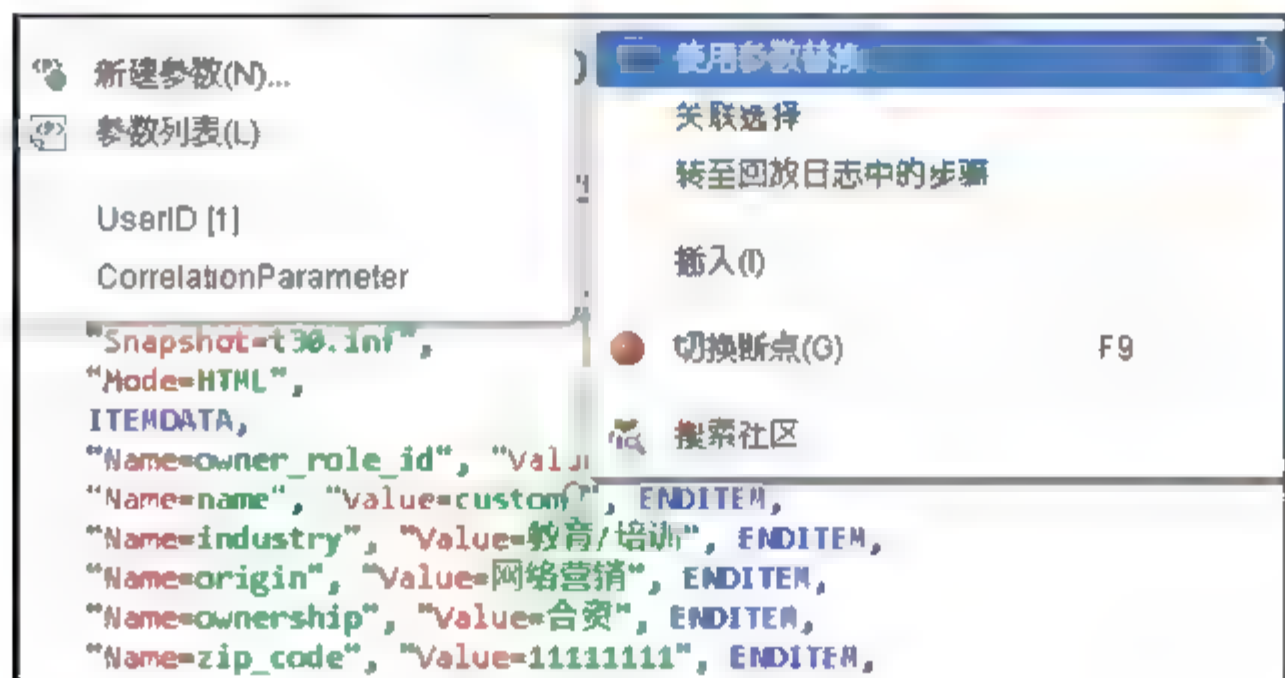 新建参数(N)...
参数列表(L)
UserID [1]
CorrelationParameter
使用参数替换
关联选择
转至回放日志中的步骤
插入(I)
切换断点(G) F9
搜索社区
"Snapshot=t30.inf",
"Mode=HTML",
ITEMDATA,
"Name=owner_role_id",
"Name=name", ENDITEM,
"Name=industry", "Value=教育/培训", ENDITEM,
"Name=origin", "Value=网络营销", ENDITEM,
"Name=ownership", "Value=合资", ENDITEM,
"Name=zip_code", "Value=11111111", ENDITEM,